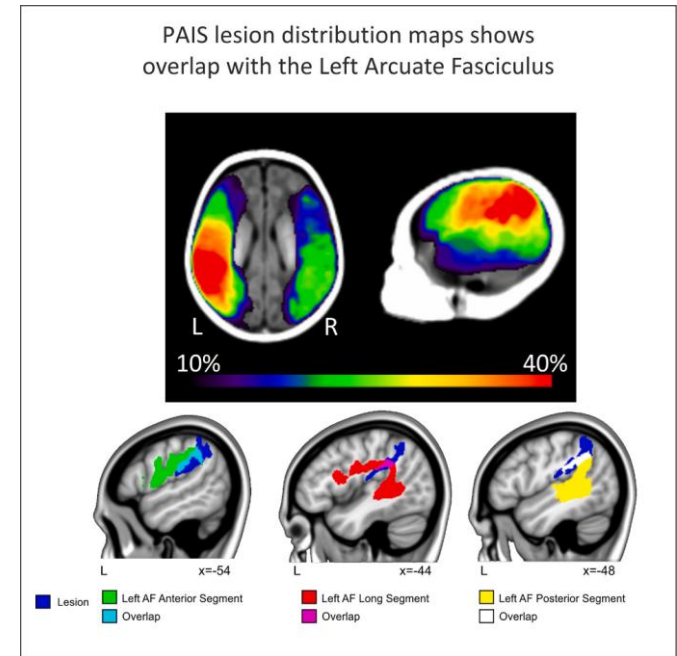 PAIS lesion distribution maps shows
overlap with the Left Arcuate Fasciculus
L R
10% 40%
L x=-54 L x=-44 L x=-48
Lesion Left AF Anterior Segment Left AF Long Segment Left AF Posterior Segment
Overlap Overlap Overlap